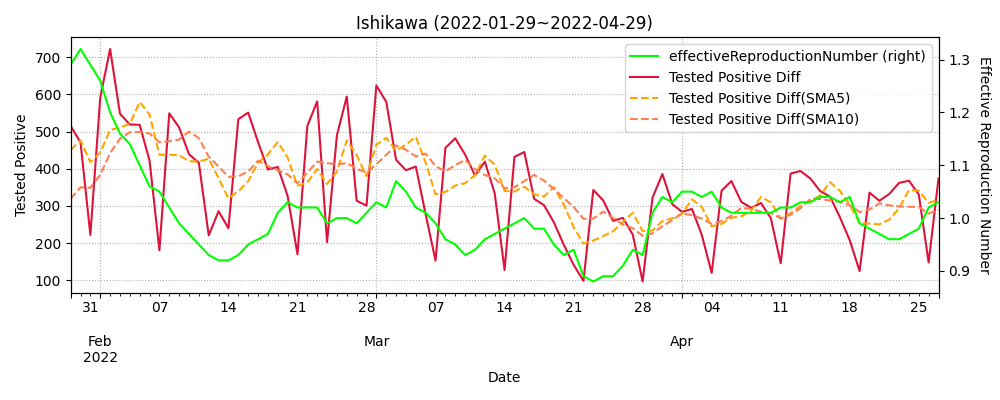 Ishikawa (2022-01-29~2022-04-29)
effectiveReproductionNumber (right)
Tested Positive Diff
Tested Positive Diff(SMA5)
Tested Positive Diff(SMA10)
Tested Positive
700
600
500
400
300
200
100
1.3
1.2
1.1
1.0
0.9
Effective Reproduction Number
31 07 14 21 28 07 14 21 28 04 11 18 25
Feb Mar Apr
2022
Date